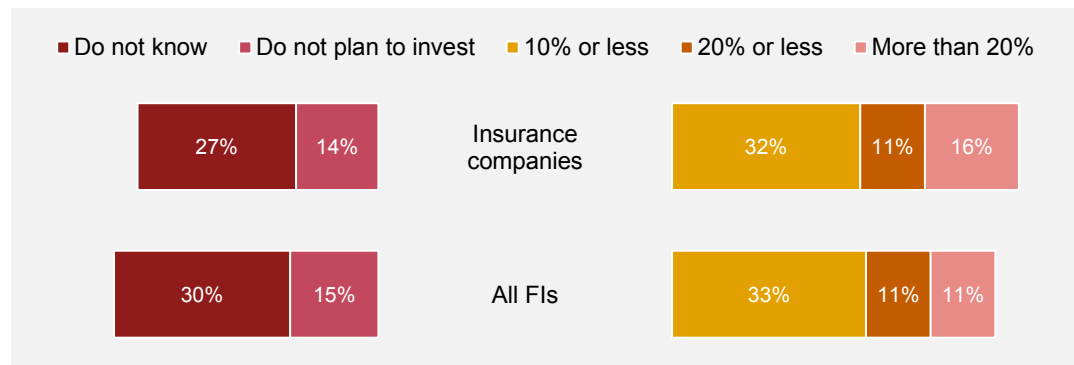 Do not know Do not plan to invest 10% or less 20% or less More than 20%
27% 14% Insurance companies 32% 11% 16%
30% 15% All FIs 33% 11% 11%